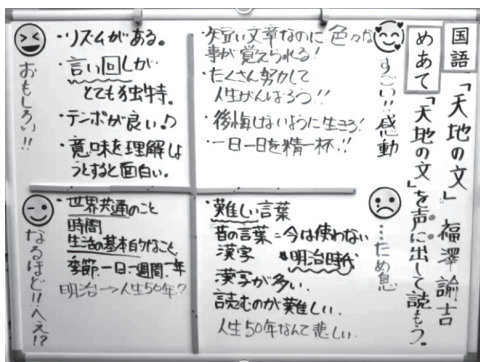 国語 「天地の文」 福澤諭吉
めあて 「天地の文」を声に出して読もう。
すごい!!感動
・短い文章なのに色々な
事が覚えられる!
・たくさん努力して
人生がんばろう!!
・後悔しないように生きよう!
・一日一日を精一杯!!
おもしろい!!
・リズムがある。
・言い回しが
とても独特。
・テンポが良い♪
・意味を理解しよ
うとすると面白い。
…ため息
・難しい言葉
昔の言葉=今は使わない
漢字 明治時代
漢字が多い。
読むのが難しい。
人生50年なんて悲しい。
なるほど!!へぇ!?
・世界共通のこと
時間
生活の基本的なこと
季節 一日 一週間 一年
明治→人生50年?